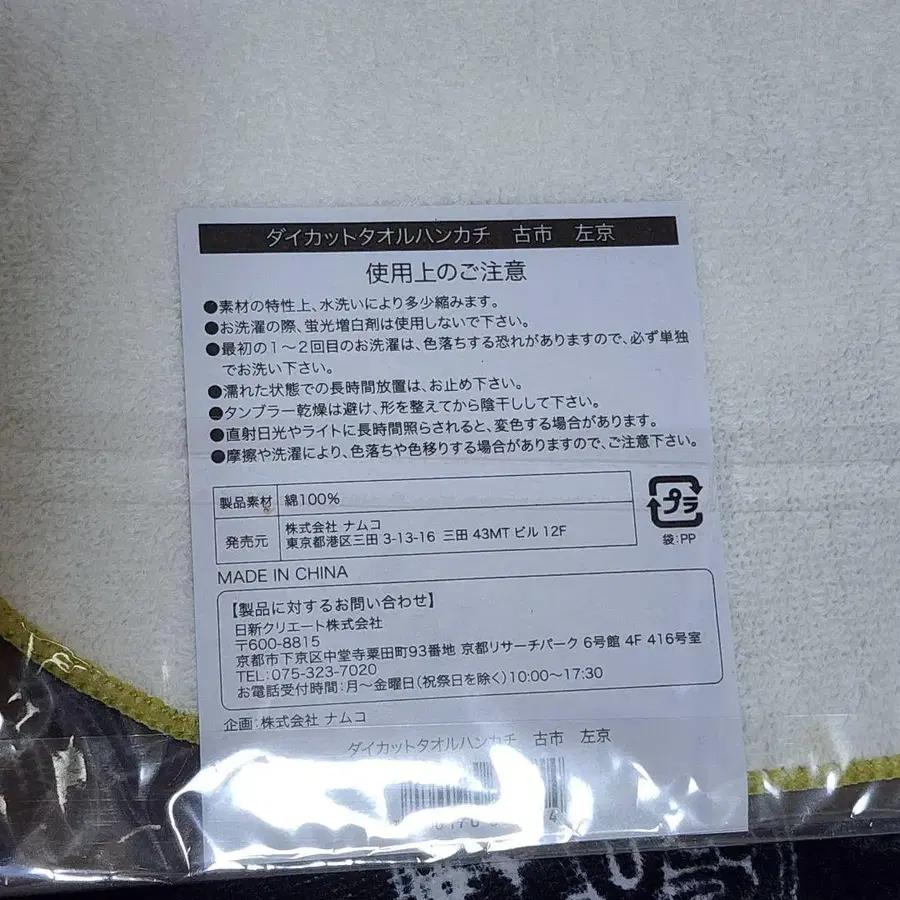 ダイカットタオルハンカチ　古市　左京
使用上のご注意
●素材の特性上、水洗いにより多少縮みます。
●お洗濯の際、蛍光増白剤は使用しないで下さい。
●最初の1～2回目のお洗濯は、色落ちする恐れがありますので、必ず単独
でお洗い下さい。
●濡れた状態での長時間放置は、お止め下さい。
●タンブラー乾燥は避け、形を整えてから陰干しして下さい。
●直射日光やライトに長時間照らされると、変色する場合があります。
●摩擦や洗濯により、色落ちや色移りする場合がありますので、ご注意下さい。
製品素材 綿100%
発売元 株式会社 ナムコ
東京都港区三田 3-13-16 三田 43MT ビル 12F
プラ
袋:PP
MADE IN CHINA
【製品に対するお問い合わせ】
日新クリエート株式会社
〒600-8815
京都市下京区中堂寺粟田町93番地 京都リサーチパーク 6号館 4F 416号室
TEL:075-323-7020
お電話受付時間:月～金曜日(祝祭日を除く)10:00～17:30
企画:株式会社 ナムコ
ダイカットタオルハンカチ　古市　左京